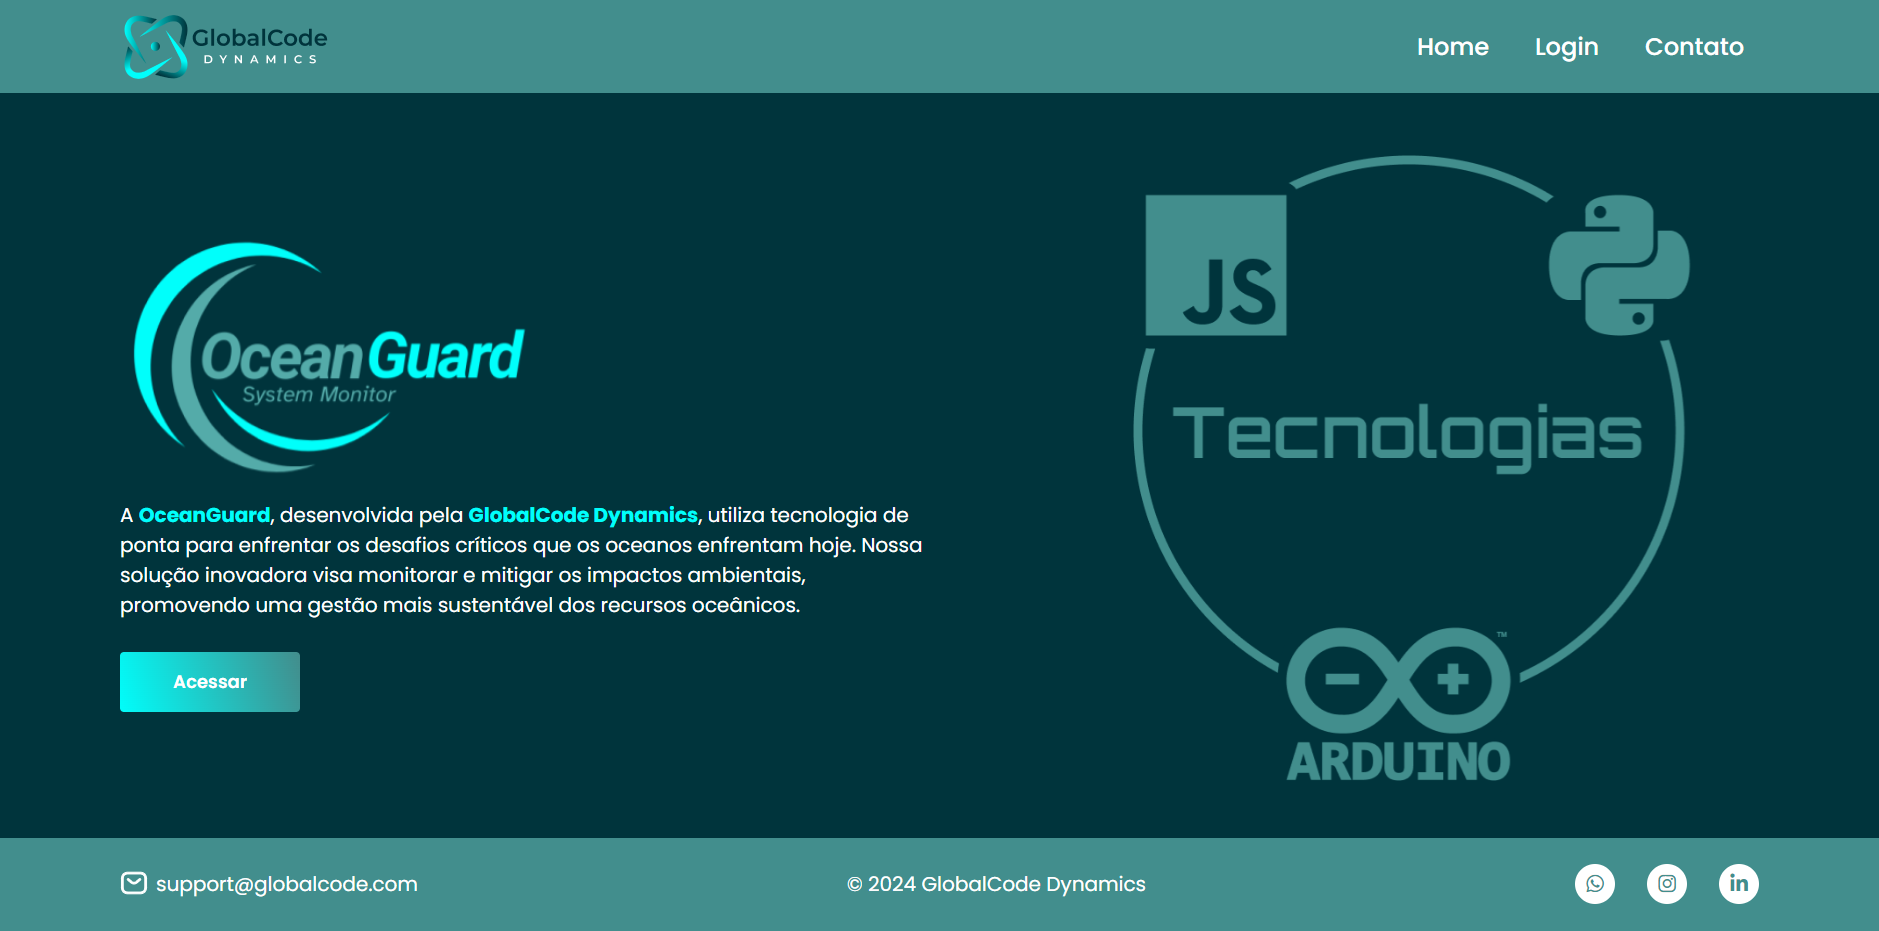 GlobalCode
DYNAMICS
Home Login Contato
JS
OceanGuard
System Monitor
Tecnologias
A OceanGuard, desenvolvida pela GlobalCode Dynamics, utiliza tecnologia de
ponta para enfrentar os desafios críticos que os oceanos enfrentam hoje. Nossa
solução inovadora visa monitorar e mitigar os impactos ambientais,
promovendo uma gestão mais sustentável dos recursos oceânicos.
Acessar
TM
ARDUINO
support@globalcode.com
© 2024 GlobalCode Dynamics
in